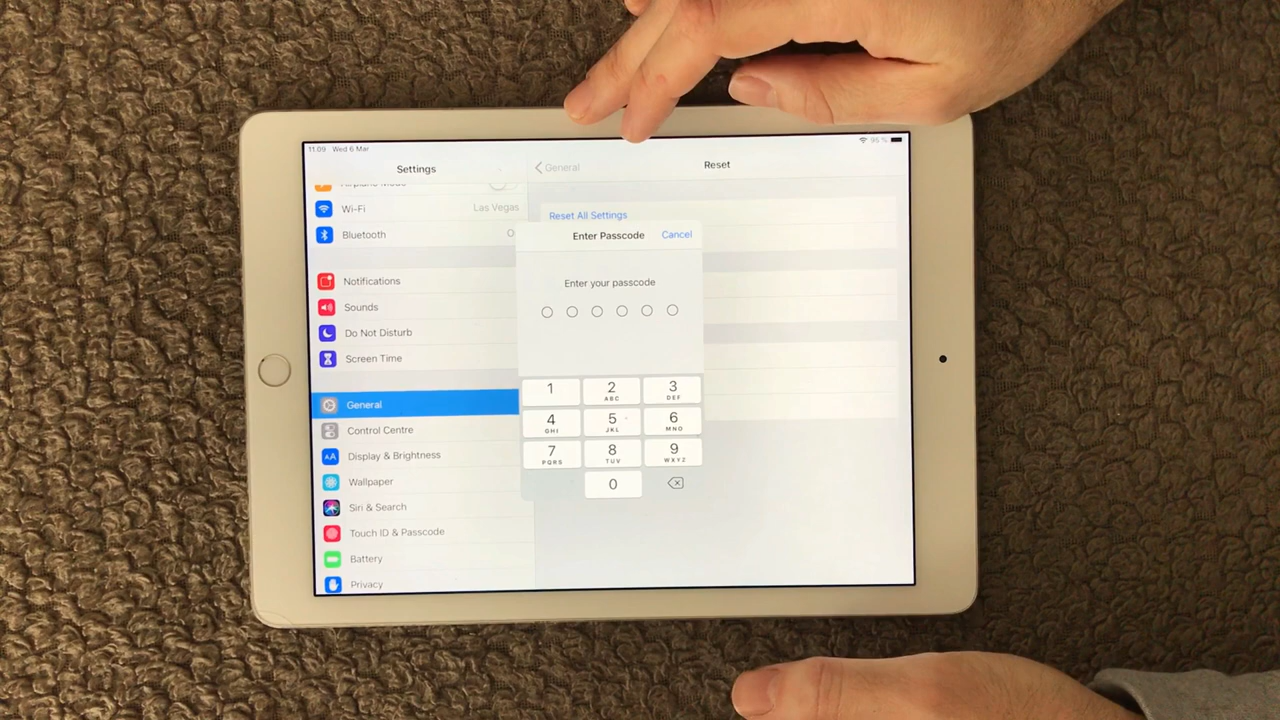 11.09 Wed 6 Mar
95 %
Settings
General
Reset
Airplane Mode
Wi-Fi
Las Vegas
Bluetooth
O
Reset All Settings
Enter Passcode
Cancel
Notifications
Enter your passcode
Sounds
Do Not Disturb
Screen Time
General
Control Centre
Display & Brightness
Wallpaper
Siri & Search
Touch ID & Passcode
Battery
Privacy
1 2 3
ABC DEF
4 5 6
GHI JKL MNO
7 8 9
PQRS TUV WXYZ
0